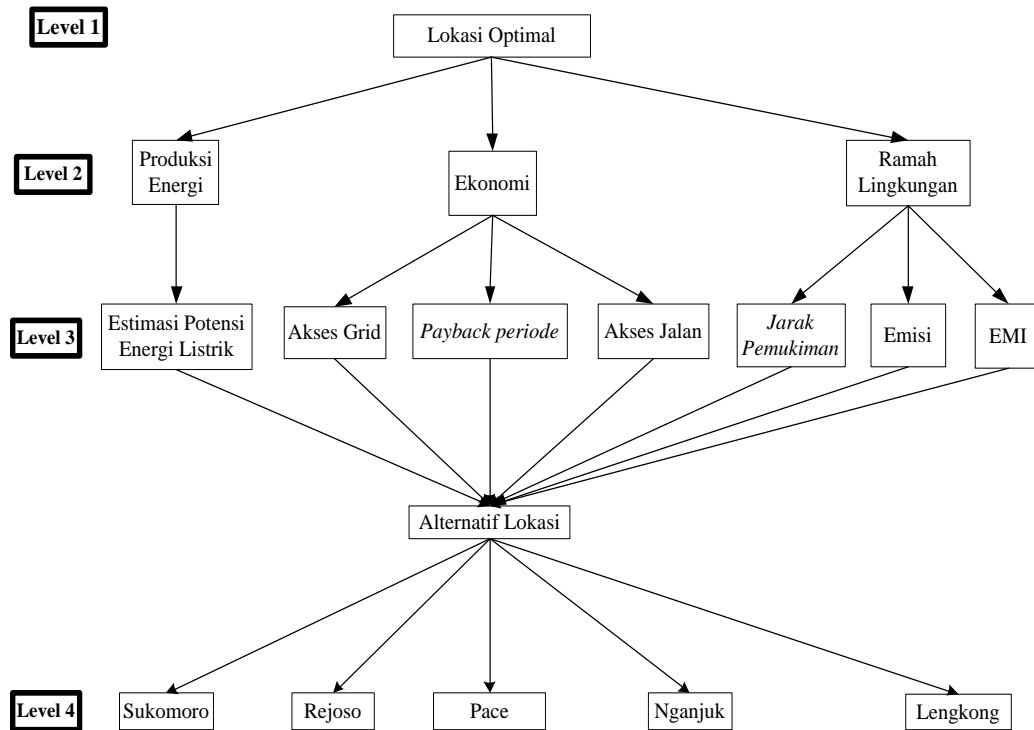 Level 1
Lokasi Optimal
Level 2
Produksi
Energi
Ekonomi
Ramah
Lingkungan
Level 3
Estimasi Potensi
Energi Listrik
Akses Grid
Payback periode
Akses Jalan
Jarak
Pemukiman
Emisi
EMI
Alternatif Lokasi
Level 4
Sukomoro
Rejoso
Pace
Nganjuk
Lengkong